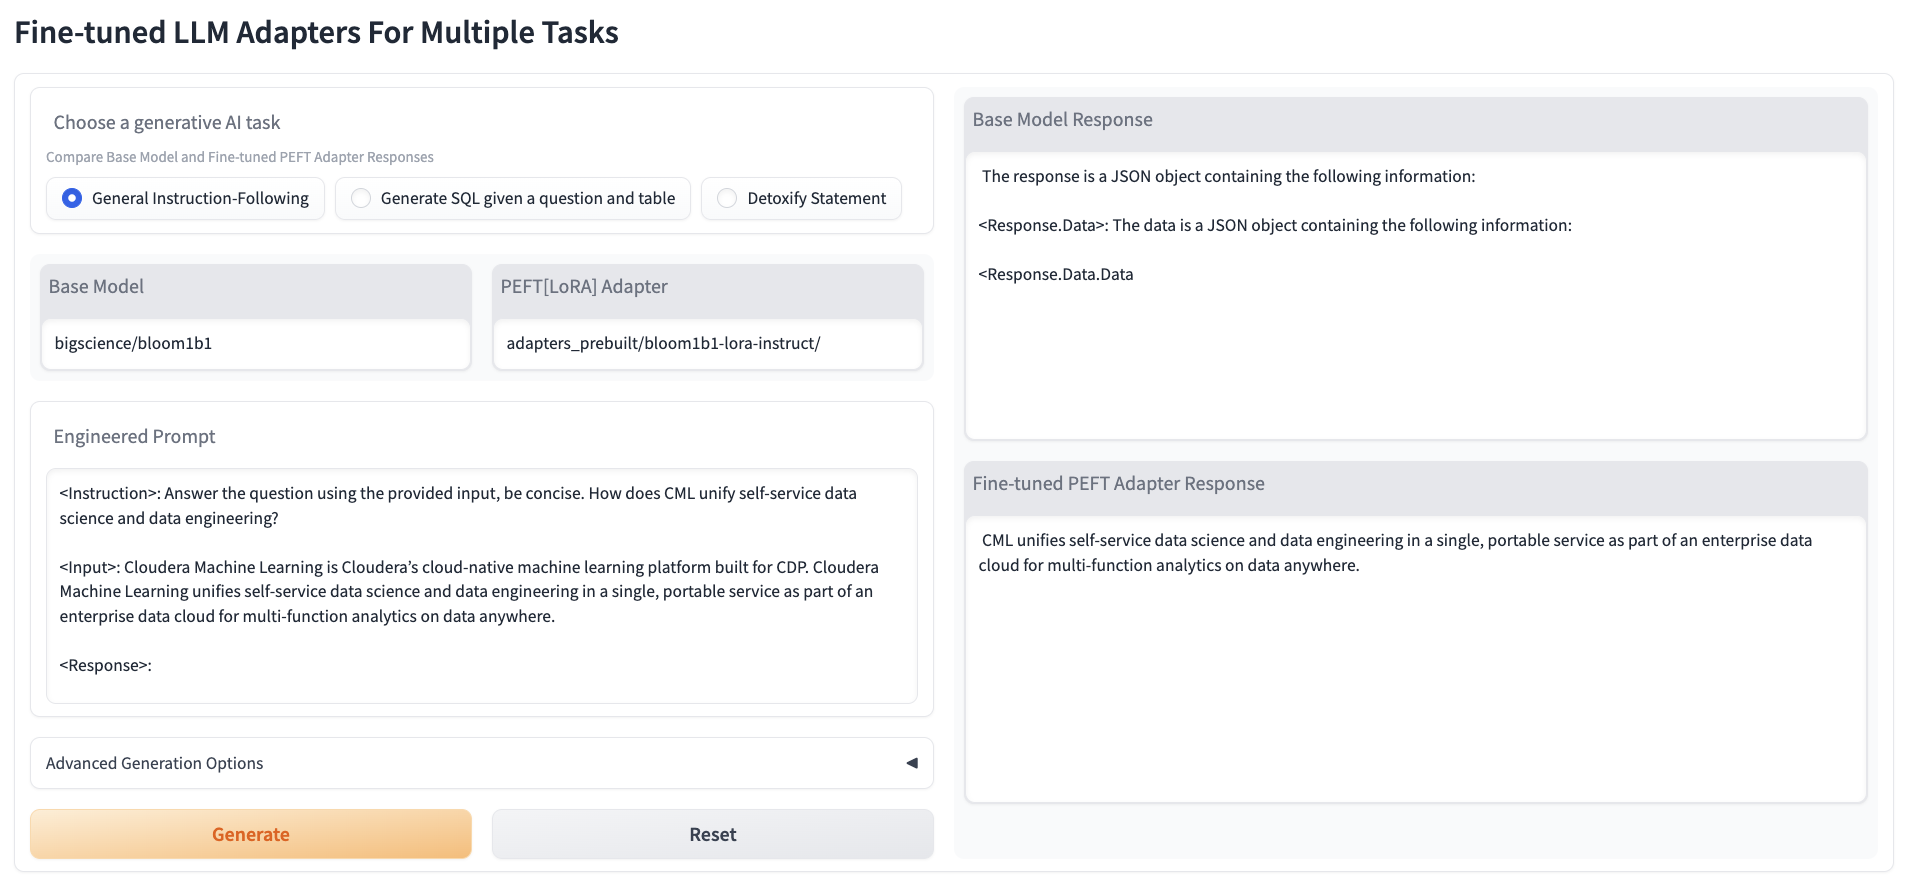 Fine-tuned LLM Adapters For Multiple Tasks
Choose a generative AI task
Compare Base Model and Fine-tuned PEFT Adapter Responses
General Instruction-Following
Generate SQL given a question and table
Detoxify Statement
Base Model
bigscience/bloom1b1
PEFT[LoRA] Adapter
adapters_prebuilt/bloom1b1-lora-instruct/
Engineered Prompt
<Instruction>: Answer the question using the provided input, be concise. How does CML unify self-service data
science and data engineering?
<Input>: Cloudera Machine Learning is Cloudera’s cloud-native machine learning platform built for CDP. Cloudera
Machine Learning unifies self-service data science and data engineering in a single, portable service as part of an
enterprise data cloud for multi-function analytics on data anywhere.
<Response>:
Advanced Generation Options
Generate
Reset
Base Model Response
The response is a JSON object containing the following information:
<Response.Data>: The data is a JSON object containing the following information:
<Response.Data.Data
Fine-tuned PEFT Adapter Response
CML unifies self-service data science and data engineering in a single, portable service as part of an enterprise data
cloud for multi-function analytics on data anywhere.